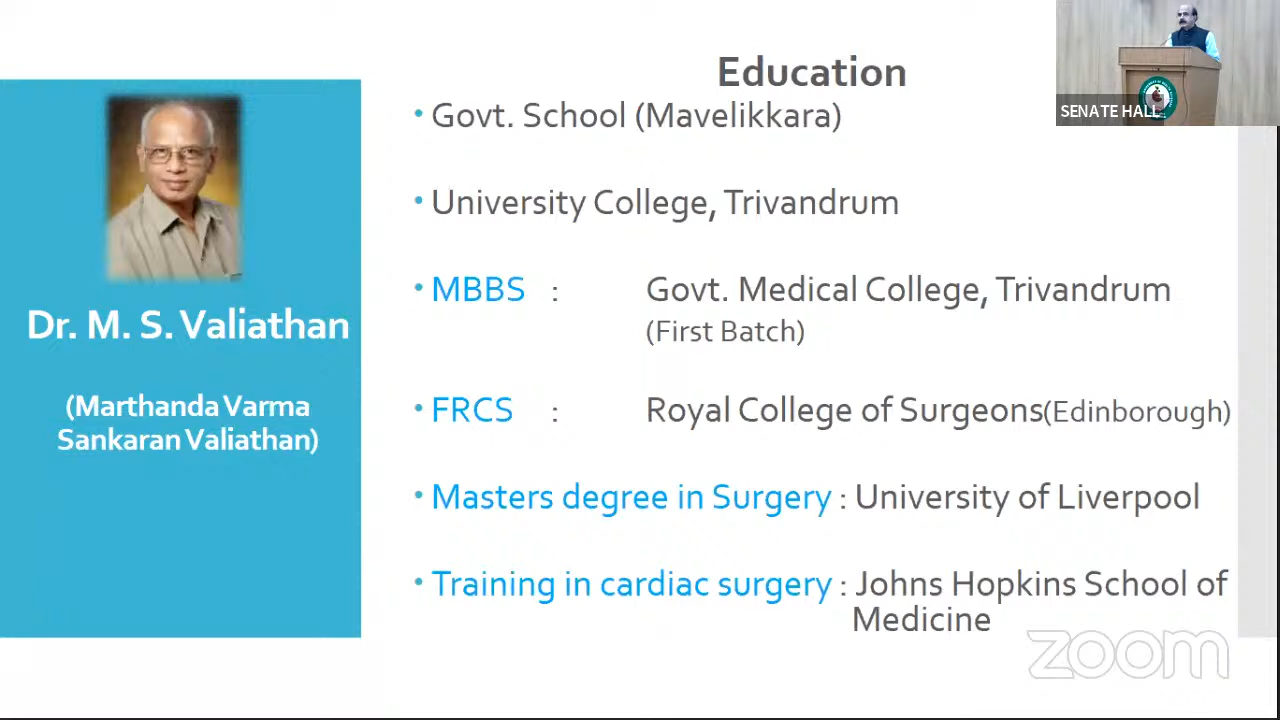 Education
• Govt. School (Mavelikkara)
SENATE HALL...
• University College, Trivandrum
• MBBS : Govt. Medical College, Trivandrum
(First Batch)
Dr. M. S. Valiathan
(Marthanda Varma
Sankaran Valiathan)
• FRCS : Royal College of Surgeons(Edinborough)
• Masters degree in Surgery : University of Liverpool
• Training in cardiac surgery : Johns Hopkins School of
Medicine
zoom